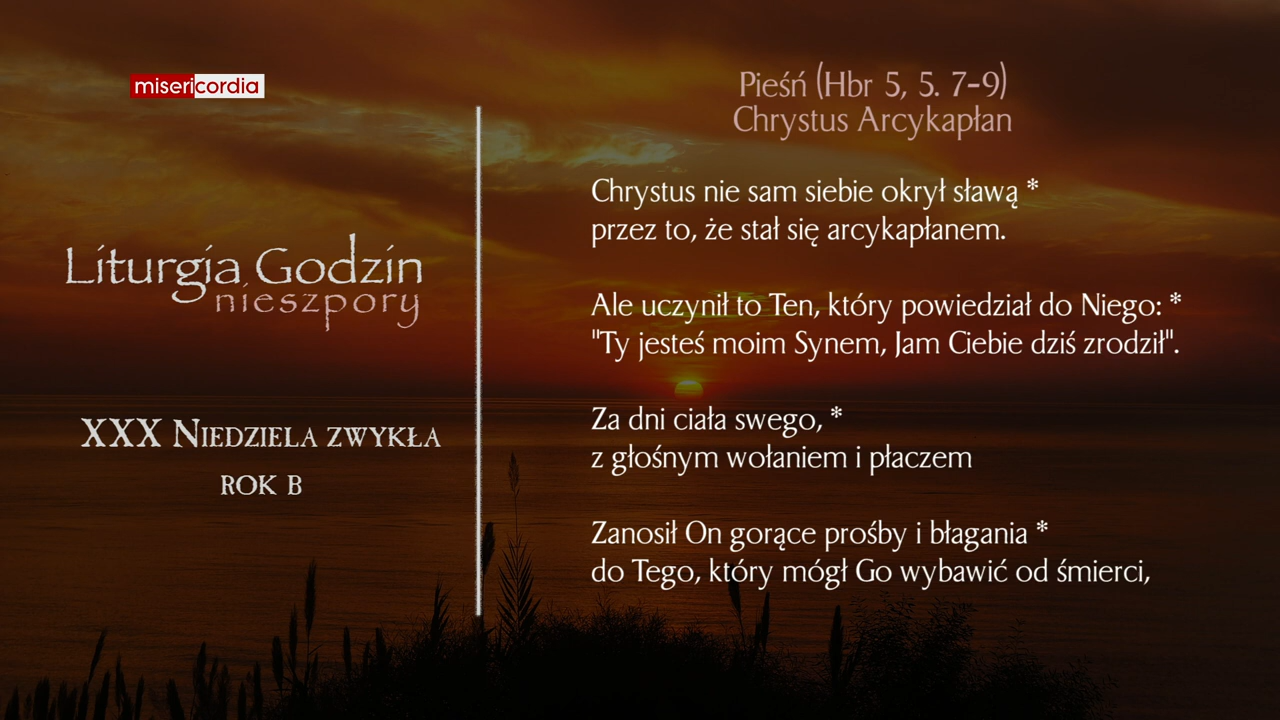 misericordia
Liturgia Godzin
nieszpory
XXX Niedziela zwykła
rok B
Pieśń (Hbr 5, 5. 7-9)
Chrystus Arcykapłan
Chrystus nie sam siebie okrył sławą *
przez to, że stał się arcykapłanem.
Ale uczynił to Ten, który powiedział do Niego: *
"Ty jesteś moim Synem, Jam Ciebie dziś zrodził".
Za dni ciała swego, *
z głośnym wołaniem i płaczem
Zanosił On gorące prośby i błagania *
do Tego, który mógł Go wybawić od śmierci,